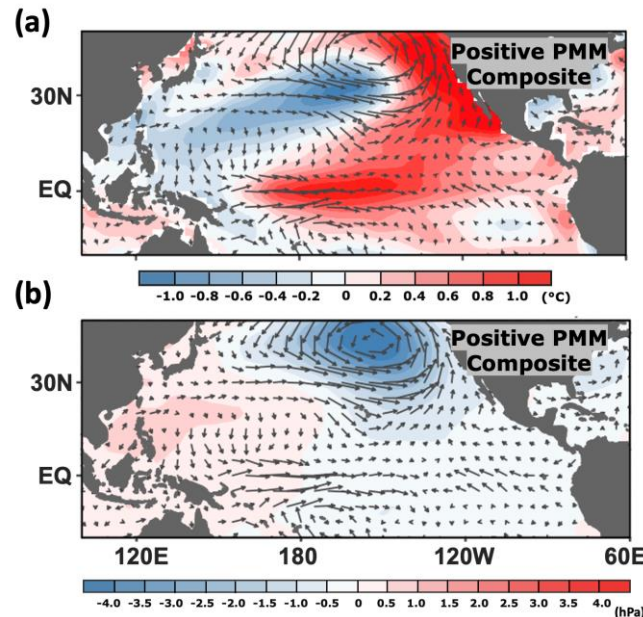 (a)
Positive PMM
Composite
30N
EQ
-1.0 -0.8 -0.6 -0.4 -0.2 0 0.2 0.4 0.6 0.8 1.0 (°C)
(b)
Positive PMM
Composite
30N
EQ
120E 180 120W 60E
-4.0 -3.5 -3.0 -2.5 -2.0 -1.5 -1.0 -0.5 0 0.5 1.0 1.5 2.0 2.5 3.0 3.5 4.0
(hPa)